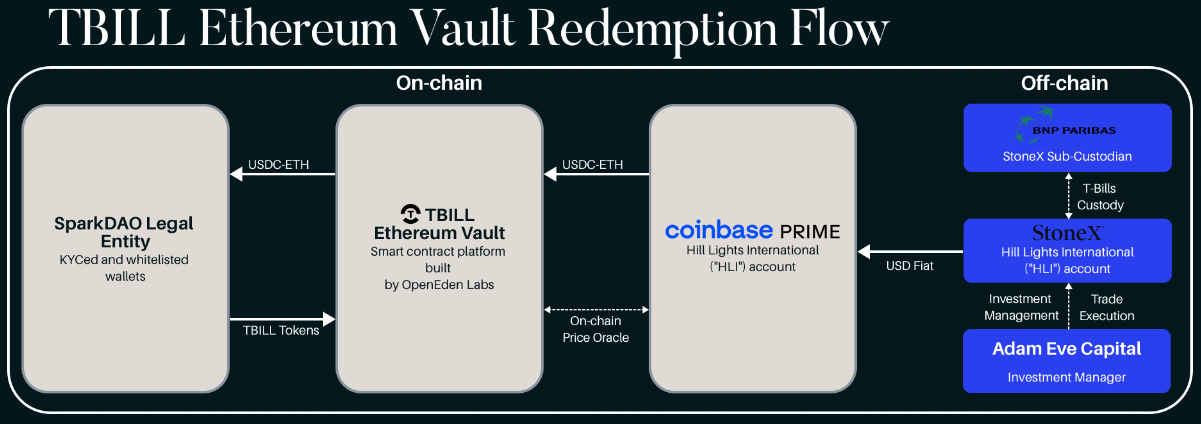 TBILL Ethereum Vault Redemption Flow
On-chain
Off-chain
SparkDAO Legal
Entity
KYCed and whitelisted
wallets
USDC-ETH
TBILL Tokens
TBILL
Ethereum Vault
Smart contract platform
built
by OpenEden Labs
USDC-ETH
On-chain
Price Oracle
coinbase PRIME
Hill Lights International
("HLI") account
USD Fiat
BNP PARIBAS
StoneX Sub-Custodian
T-Bills
Custody
StoneX
Hill Lights International
("HLI") account
Investment
Management
Trade
Execution
Adam Eve Capital
Investment Manager